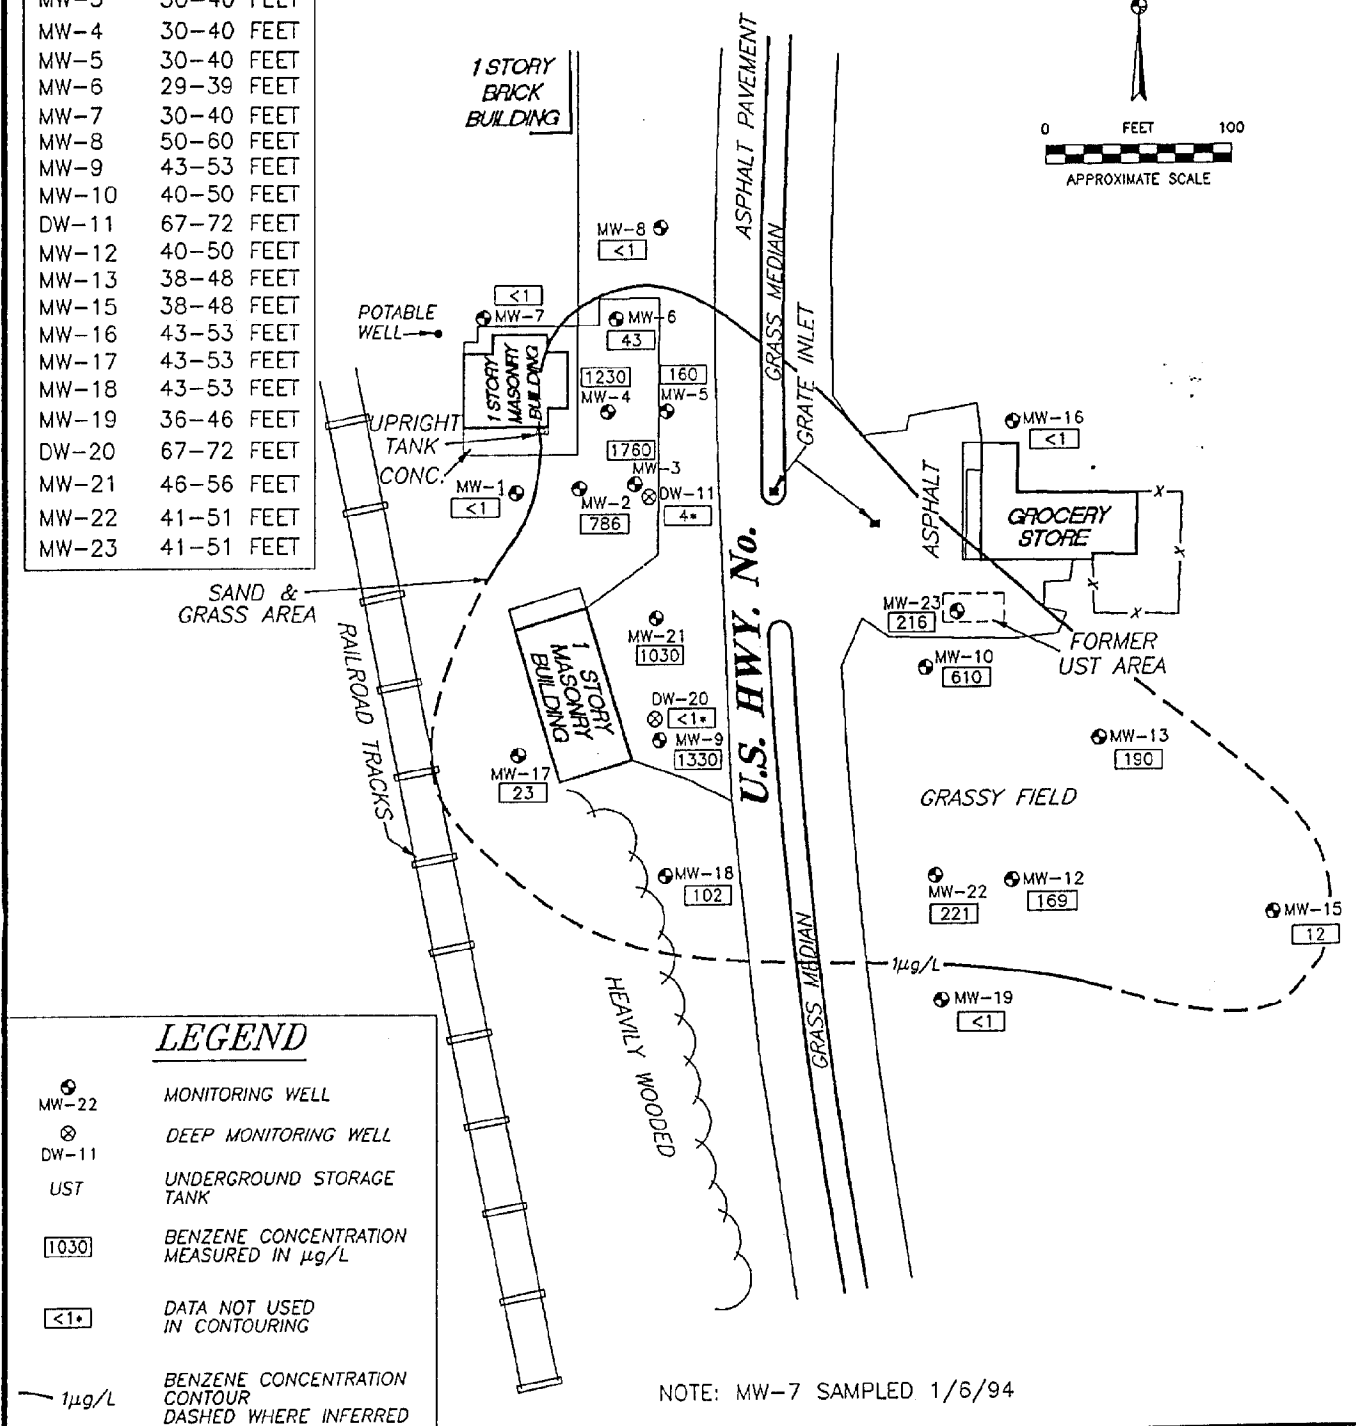 MW-3 30-40 FEET
MW-4 30-40 FEET
MW-5 30-40 FEET
MW-6 29-39 FEET
MW-7 30-40 FEET
MW-8 50-60 FEET
MW-9 43-53 FEET
MW-10 40-50 FEET
DW-11 67-72 FEET
MW-12 40-50 FEET
MW-13 38-48 FEET
MW-15 38-48 FEET
MW-16 43-53 FEET
MW-17 43-53 FEET
MW-18 43-53 FEET
MW-19 36-46 FEET
DW-20 67-72 FEET
MW-21 46-56 FEET
MW-22 41-51 FEET
MW-23 41-51 FEET
1 STORY
BRICK
BUILDING
ASPHALT PAVEMENT
GRASS MEDIAN
0 FEET 100
APPROXIMATE SCALE
MW-8
<1
POTABLE
WELL
<1
MW-7
MW-6
43
1 STORY
MASONRY
BUILDING
1230
MW-4
160
MW-5
GRATE INLET
UPRIGHT
TANK
CONC.
1760
MW-3
MW-1
<1
MW-2
786
DW-11
4*
MW-16
<1
ASPHALT
GROCERY
STORE
x
x
x
x
SAND &
GRASS AREA
RAILROAD TRACKS
1 STORY
MASONRY
BUILDING
MW-21
1030
DW-20
<1*
MW-9
1330
MW-17
23
U.S. HWY. No.
MW-23
216
MW-10
610
FORMER
UST AREA
MW-13
190
GRASSY FIELD
MW-18
102
MW-22
221
MW-12
169
MW-15
12
1µg/L
MW-19
<1
GRASS MEDIAN
HEAVILY WOODED
LEGEND
MW-22 MONITORING WELL
DW-11 DEEP MONITORING WELL
UST UNDERGROUND STORAGE
TANK
1030 BENZENE CONCENTRATION
MEASURED IN µg/L
<1* DATA NOT USED
IN CONTOURING
1µg/L BENZENE CONCENTRATION
CONTOUR
DASHED WHERE INFERRED
NOTE: MW-7 SAMPLED 1/6/94